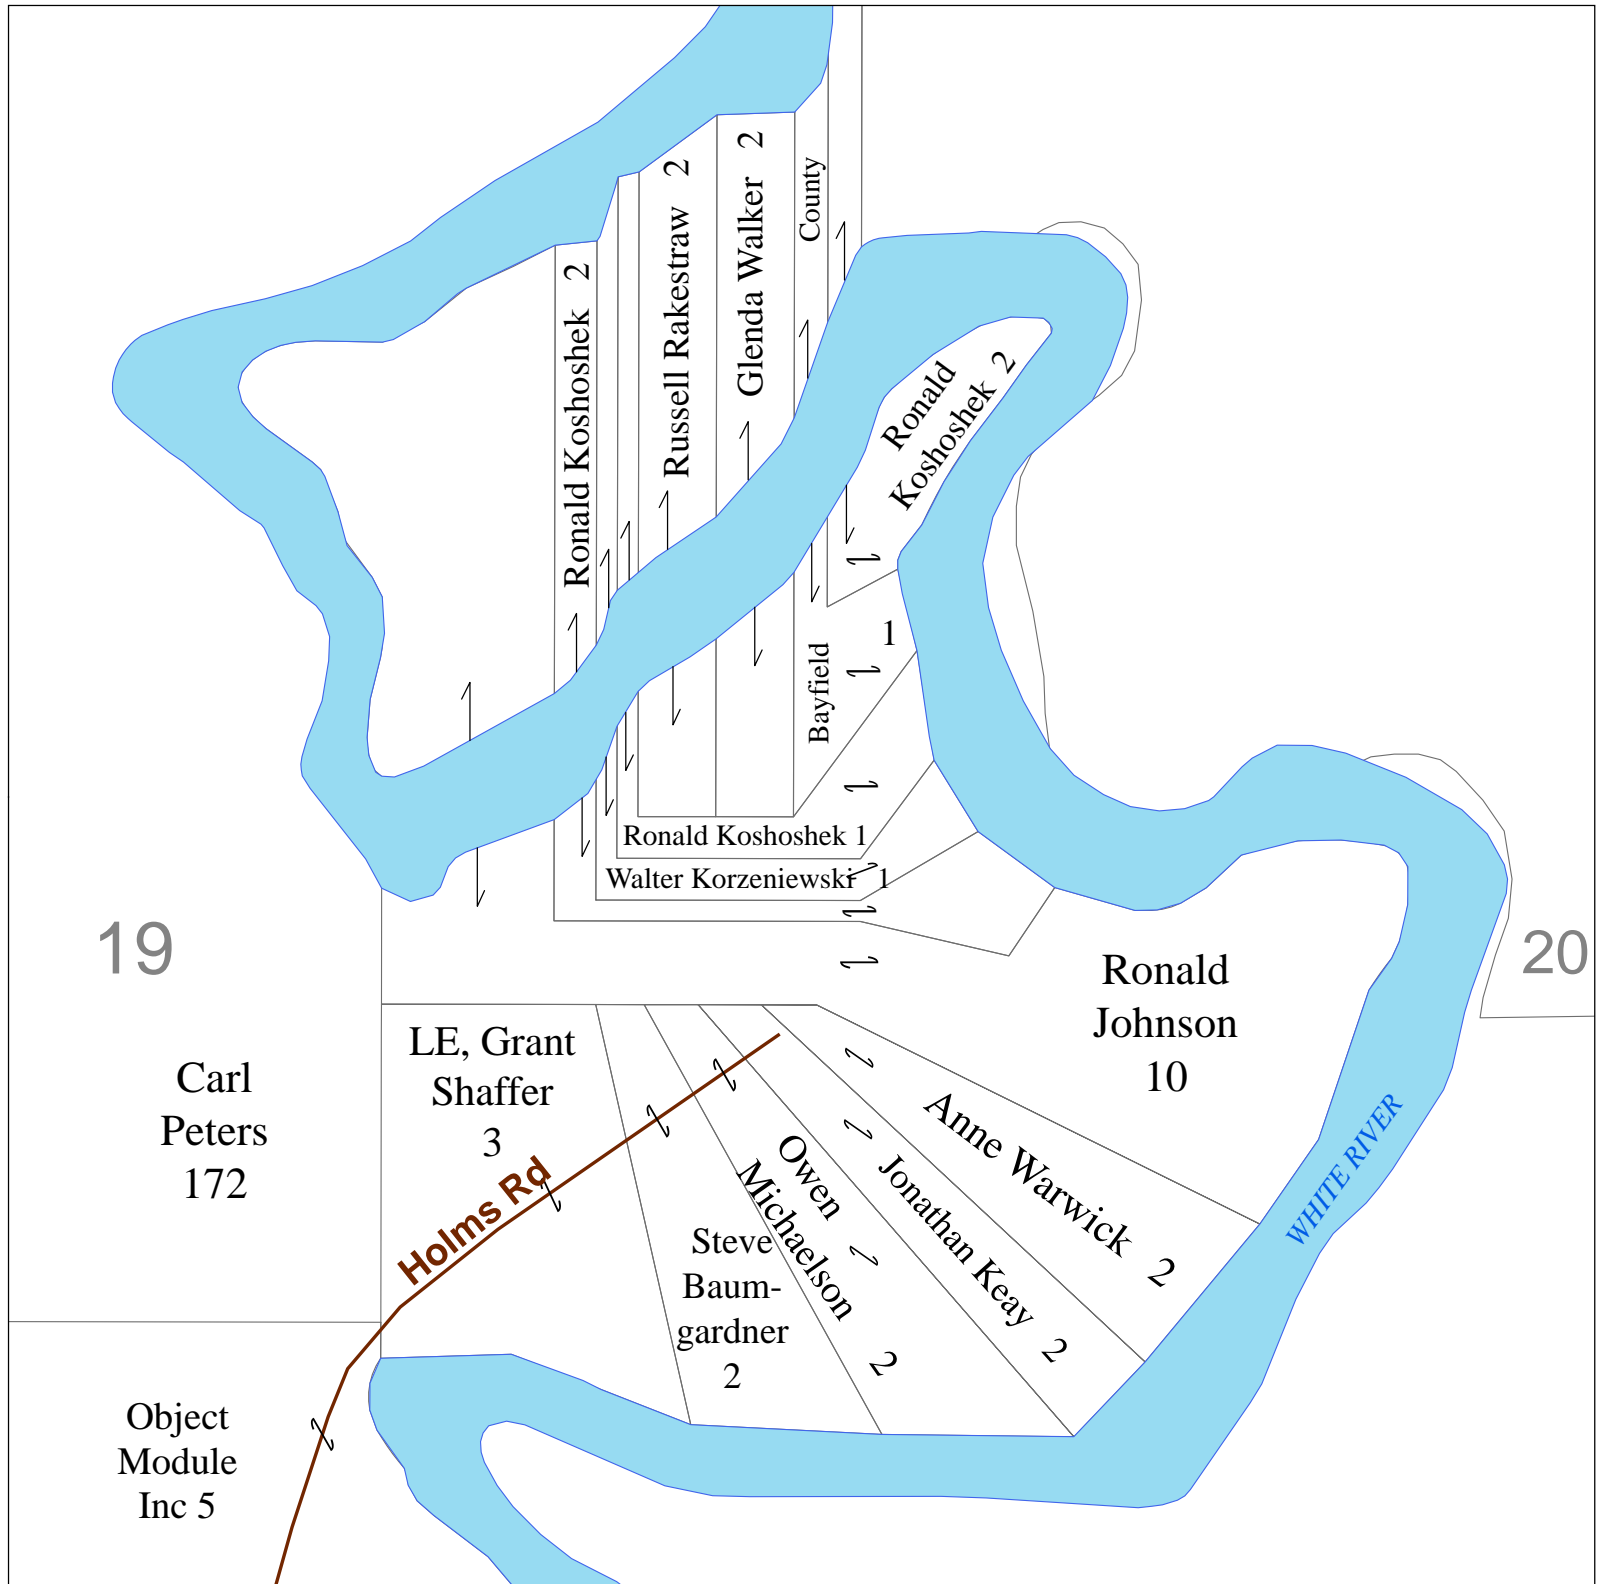 Ronald Koshoshek 2
Russell Rakestraw 2
Glenda Walker 2
County
Ronald
Koshoshek 2
Bayfield
1
Ronald Koshoshek 1
Walter Korzeniewski 1
19
20
Ronald
Johnson
10
Carl
Peters
172
LE, Grant
Shaffer
3
Holms Rd
Steve
Baum-
gardner
2
Owen
Michaelson 2
Jonathan Keay 2
Anne Warwick 2
WHITE RIVER
Object
Module
Inc 5